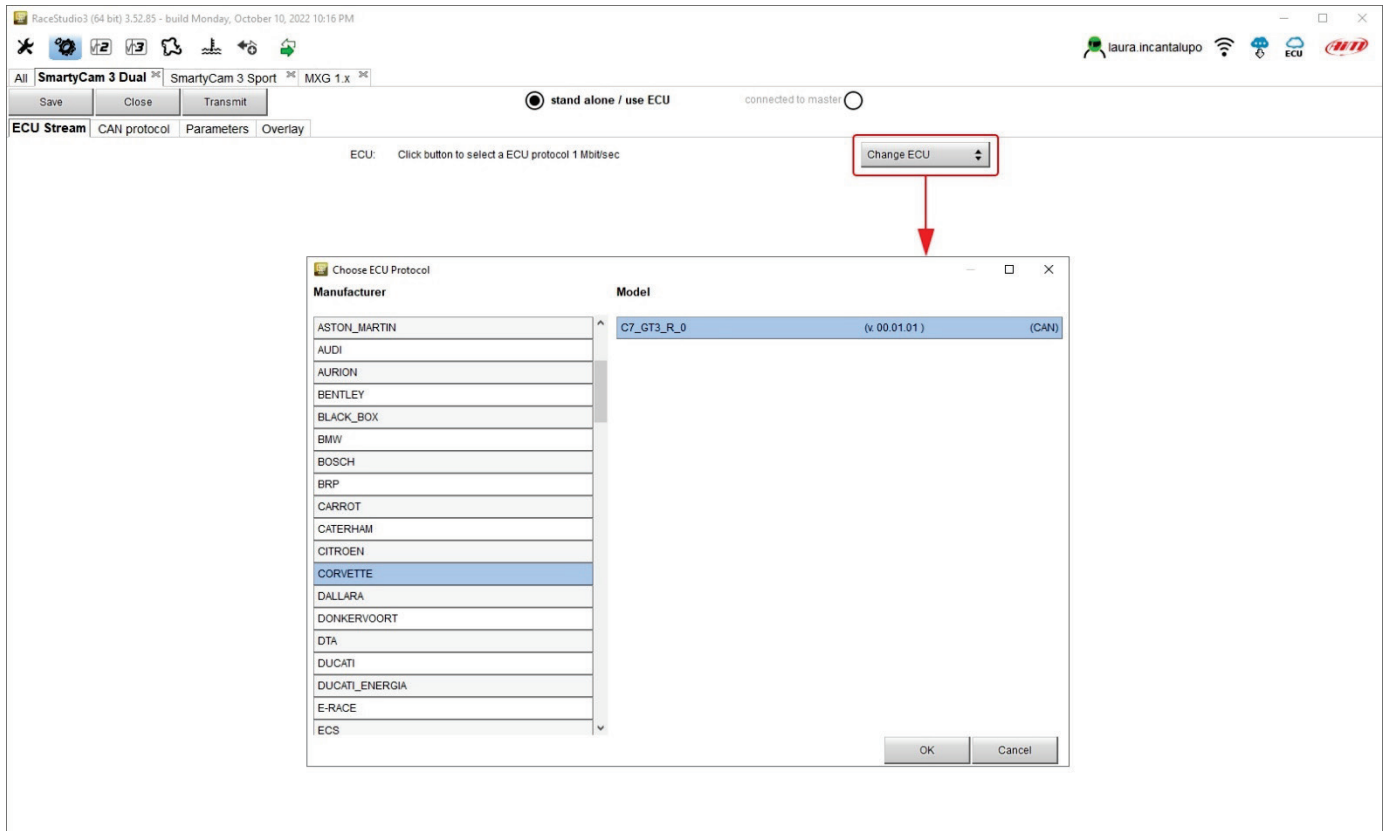 RaceStudio3 (64 bit) 3.52.85 - build Monday, October 10, 2022 10:16 PM
laura.incantalupo ECU AiM
All SmartyCam 3 Dual SmartyCam 3 Sport MXG 1.x
Save Close Transmit stand alone / use ECU connected to master
ECU Stream CAN protocol Parameters Overlay
ECU: Click button to select a ECU protocol 1 Mbit/sec Change ECU
Choose ECU Protocol
Manufacturer Model
ASTON_MARTIN C7_GT3_R_0 (v. 00.01.01 ) (CAN)
AUDI
AURION
BENTLEY
BLACK_BOX
BMW
BOSCH
BRP
CARROT
CATERHAM
CITROEN
CORVETTE
DALLARA
DONKERVOORT
DTA
DUCATI
DUCATI_ENERGIA
E-RACE
ECS
OK Cancel